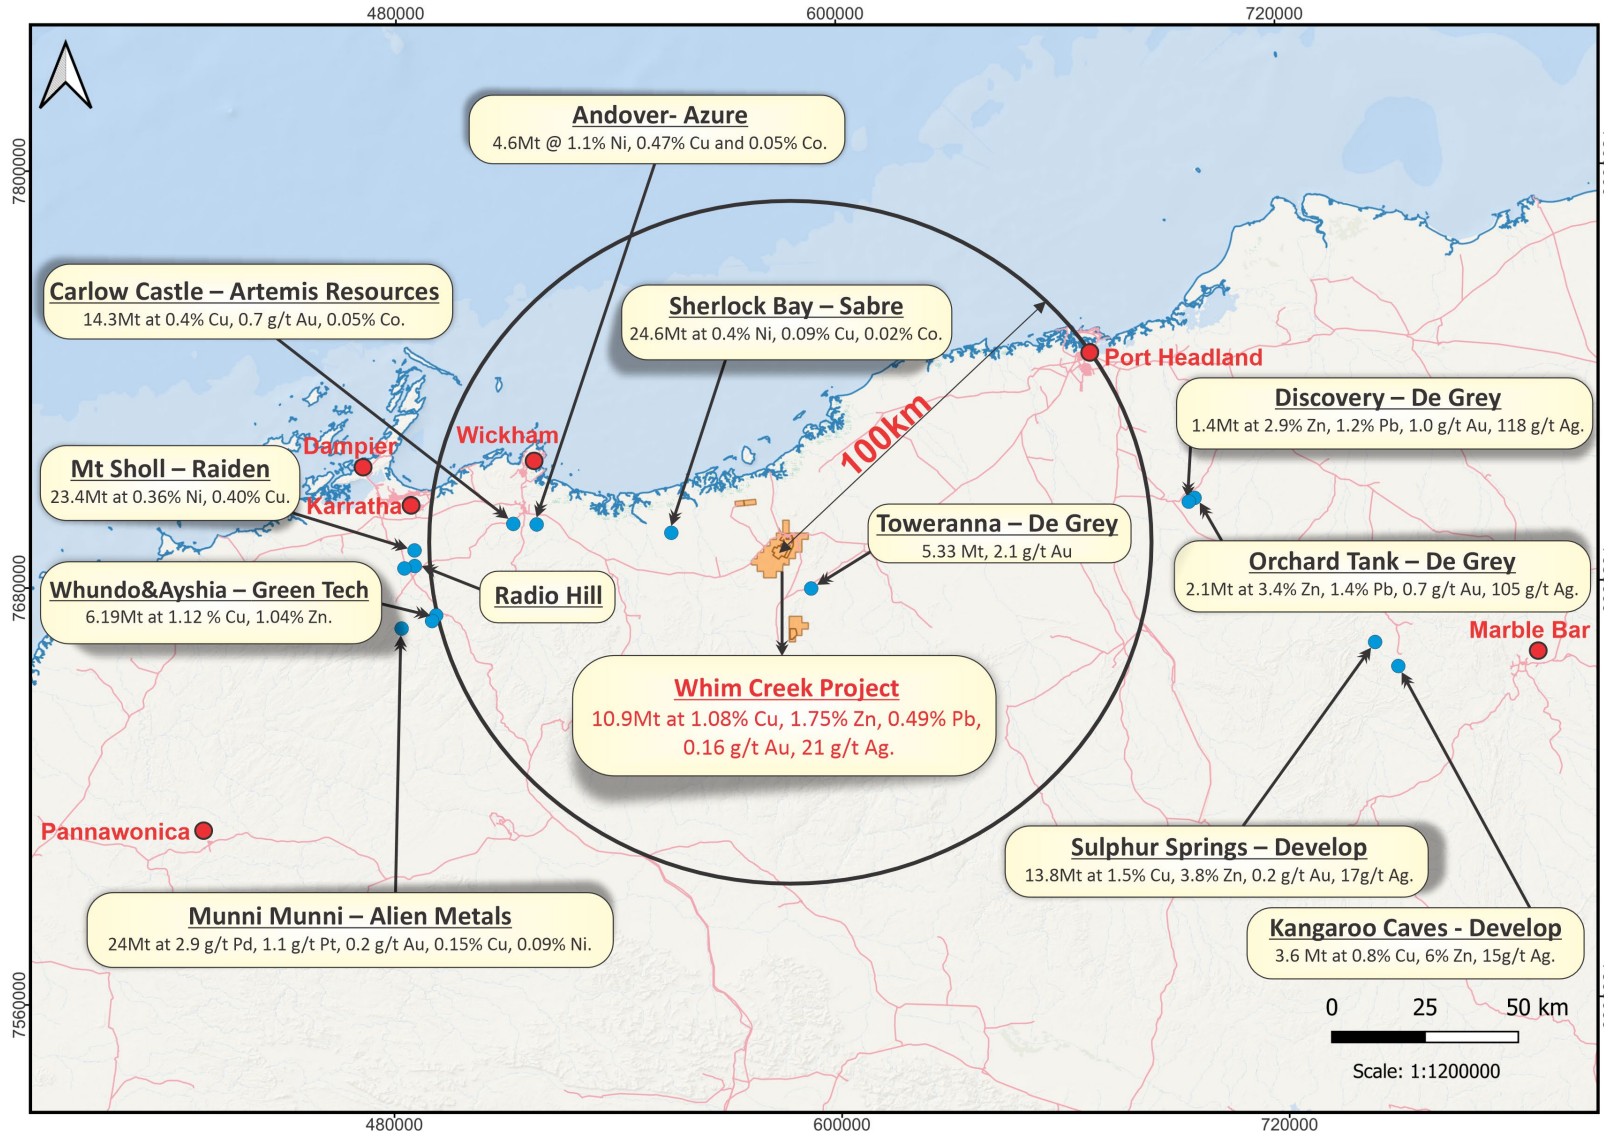 480000
600000
720000
7800000
Andover- Azure
4.6Mt @ 1.1% Ni, 0.47% Cu and 0.05% Co.
Carlow Castle – Artemis Resources
14.3Mt at 0.4% Cu, 0.7 g/t Au, 0.05% Co.
Sherlock Bay – Sabre
24.6Mt at 0.4% Ni, 0.09% Cu, 0.02% Co.
Port Headland
100km
Discovery – De Grey
1.4Mt at 2.9% Zn, 1.2% Pb, 1.0 g/t Au, 118 g/t Ag.
Wickham
Dampier
Mt Sholl – Raiden
23.4Mt at 0.36% Ni, 0.40% Cu.
Karratha
Toweranna – De Grey
5.33 Mt, 2.1 g/t Au
Orchard Tank – De Grey
2.1Mt at 3.4% Zn, 1.4% Pb, 0.7 g/t Au, 105 g/t Ag.
7680000
Whundo&Ayshia – Green Tech
6.19Mt at 1.12 % Cu, 1.04% Zn.
Radio Hill
Marble Bar
Whim Creek Project
10.9Mt at 1.08% Cu, 1.75% Zn, 0.49% Pb,
0.16 g/t Au, 21 g/t Ag.
Pannawonica
Sulphur Springs – Develop
13.8Mt at 1.5% Cu, 3.8% Zn, 0.2 g/t Au, 17g/t Ag.
Munni Munni – Alien Metals
24Mt at 2.9 g/t Pd, 1.1 g/t Pt, 0.2 g/t Au, 0.15% Cu, 0.09% Ni.
Kangaroo Caves - Develop
3.6 Mt at 0.8% Cu, 6% Zn, 15g/t Ag.
7560000
0 25 50 km
Scale: 1:1200000
480000
600000
720000